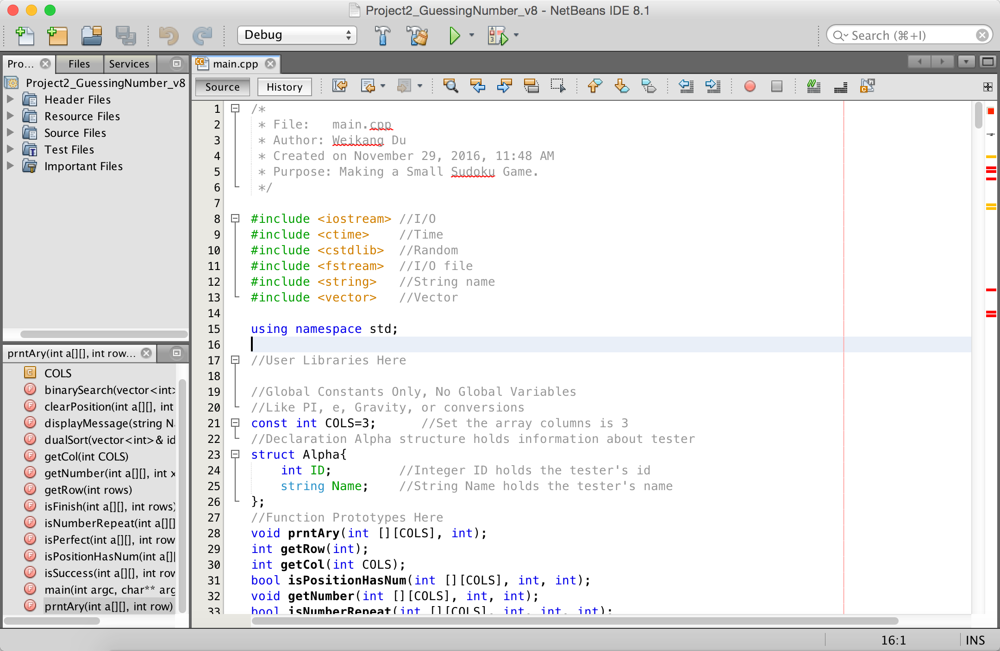 Project2_GuessingNumber_v8 - NetBeans IDE 8.1
Debug
Search (⌘+I)
Pro...
Files
Services
Project2_GuessingNumber_v8
Header Files
Resource Files
Source Files
Test Files
Important Files
prntAry(int a[][], int row...
COLS
binarySearch(vector<int>
clearPosition(int a[][], int
displayMessage(string Na
dualSort(vector<int>& id
getCol(int COLS)
getNumber(int a[][], int x
getRow(int rows)
isFinish(int a[][], int rows)
isNumberRepeat(int a[][]
isPerfect(int a[][], int row
isPositionHasNum(int a[][
isSuccess(int a[][], int row
main(int argc, char** arg
prntAry(int a[][], int row)
main.cpp
Source
History
1 /*
2 * File:   main.cpp
3 * Author: Weikang Du
4 * Created on November 29, 2016, 11:48 AM
5 * Purpose: Making a Small Sudoku Game.
6 */
7
8 #include <iostream> //I/O
9 #include <ctime>    //Time
10 #include <cstdlib>  //Random
11 #include <fstream>  //I/O file
12 #include <string>   //String name
13 #include <vector>   //Vector
14
15 using namespace std;
16
17 //User Libraries Here
18
19 //Global Constants Only, No Global Variables
20 //Like PI, e, Gravity, or conversions
21 const int COLS=3;      //Set the array columns is 3
22 //Declaration Alpha structure holds information about tester
23 struct Alpha{
24     int ID;         //Integer ID holds the tester's id
25     string Name;    //String Name holds the tester's name
26 };
27 //Function Prototypes Here
28 void prntAry(int [][COLS], int);
29 int getRow(int);
30 int getCol(int COLS);
31 bool isPositionHasNum(int [][COLS], int, int);
32 void getNumber(int [][COLS], int, int);
33 bool isNumberRepeat(int [][COLS], int, int, int);
16:1
INS